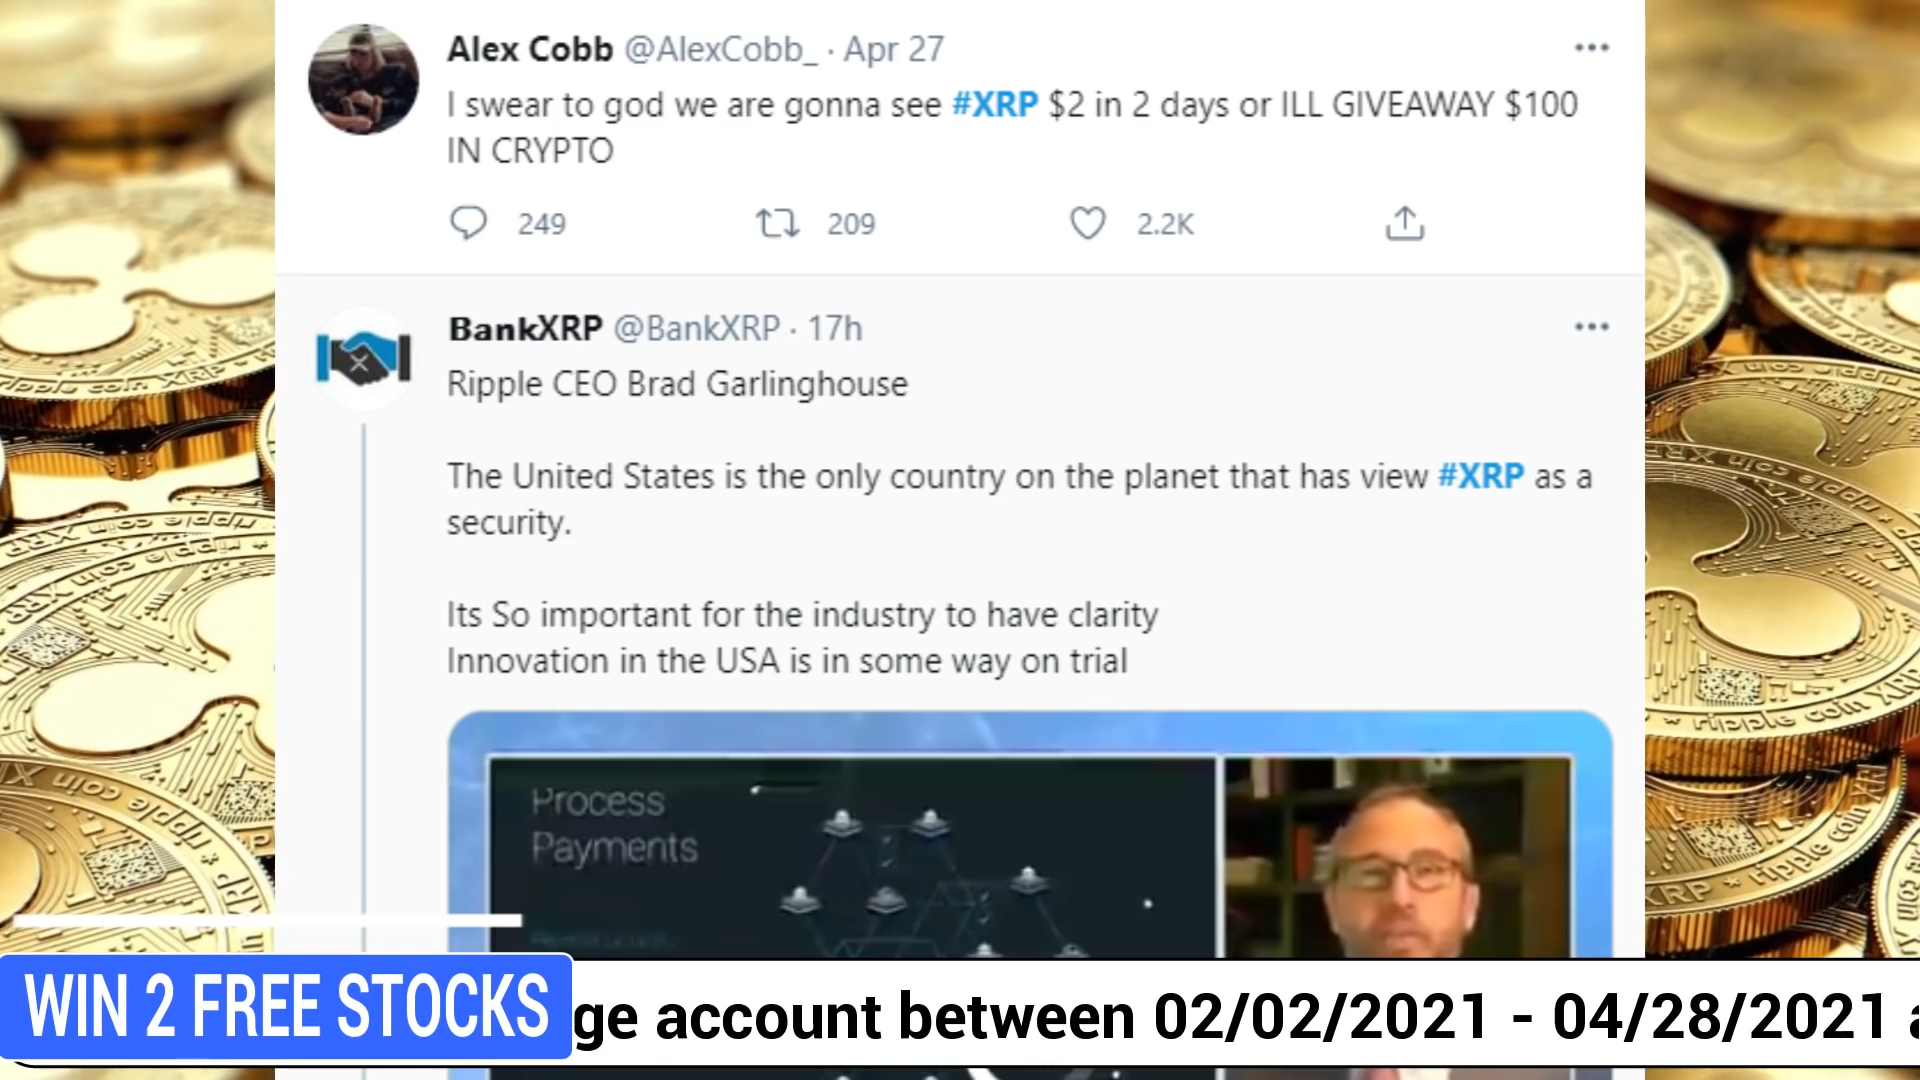 Alex Cobb @AlexCobb_ · Apr 27
I swear to god we are gonna see #XRP $2 in 2 days or ILL GIVEAWAY $100
IN CRYPTO
249 209 2.2K
BankXRP @BankXRP · 17h
Ripple CEO Brad Garlinghouse
The United States is the only country on the planet that has view #XRP as a
security.
Its So important for the industry to have clarity
Innovation in the USA is in some way on trial
Process
Payments
WIN 2 FREE STOCKS
ge account between 02/02/2021 - 04/28/2021 a
ripple coin XRP